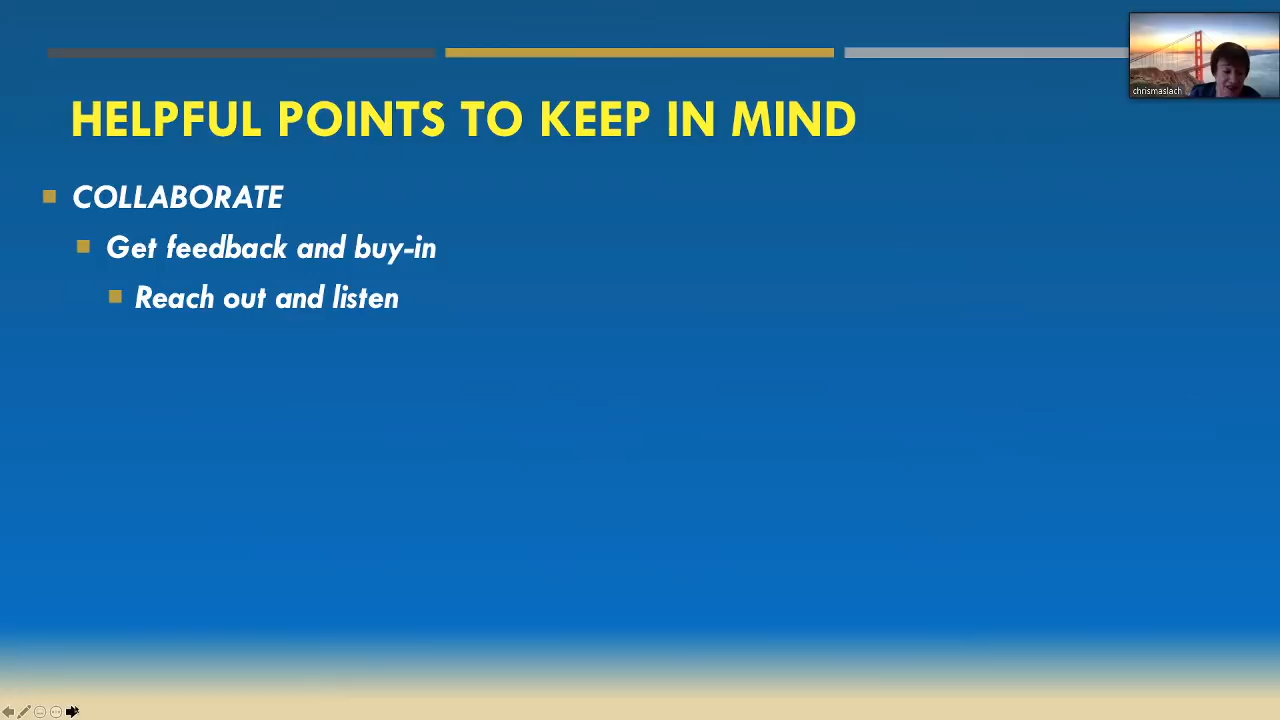 chrismaslach
HELPFUL POINTS TO KEEP IN MIND
COLLABORATE
Get feedback and buy-in
Reach out and listen